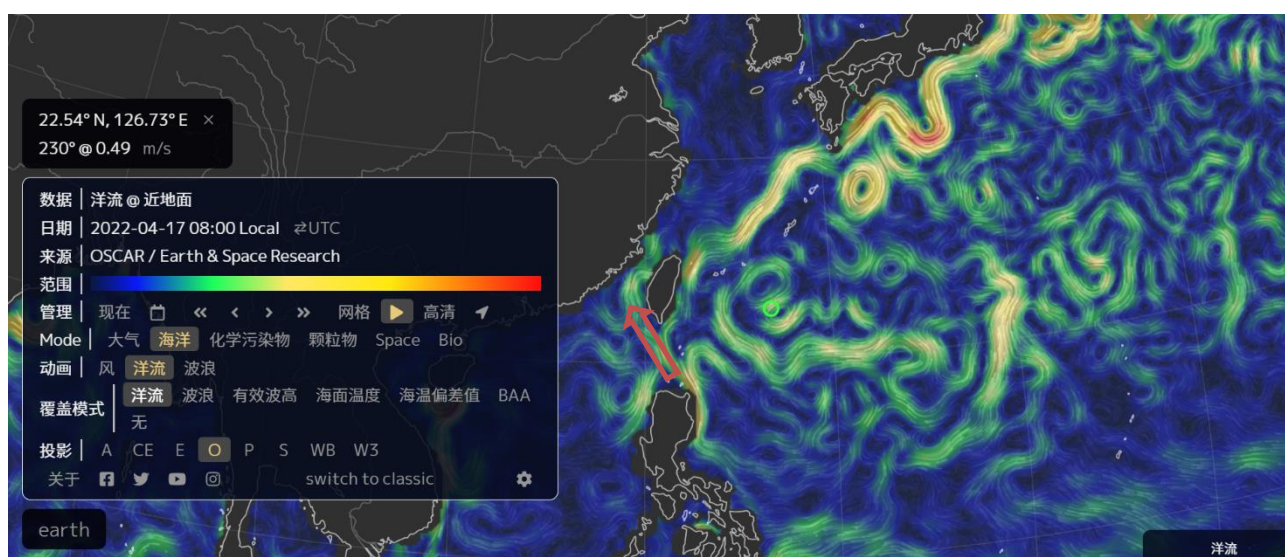 22.54° N, 126.73° E ×
230° @ 0.49 m/s
数据 | 洋流 @ 近地面
日期 | 2022-04-17 08:00 Local ⇄UTC
来源 | OSCAR / Earth & Space Research
范围 |
管理 | 现在 « ‹ › » 网格 高清
Mode | 大气 海洋 化学污染物 颗粒物 Space Bio
动画 | 风 洋流 波浪
覆盖模式 | 洋流 波浪 有效波高 海面温度 海温偏差值 BAA
无
投影 | A CE E O P S WB W3
关于 switch to classic
earth
洋流